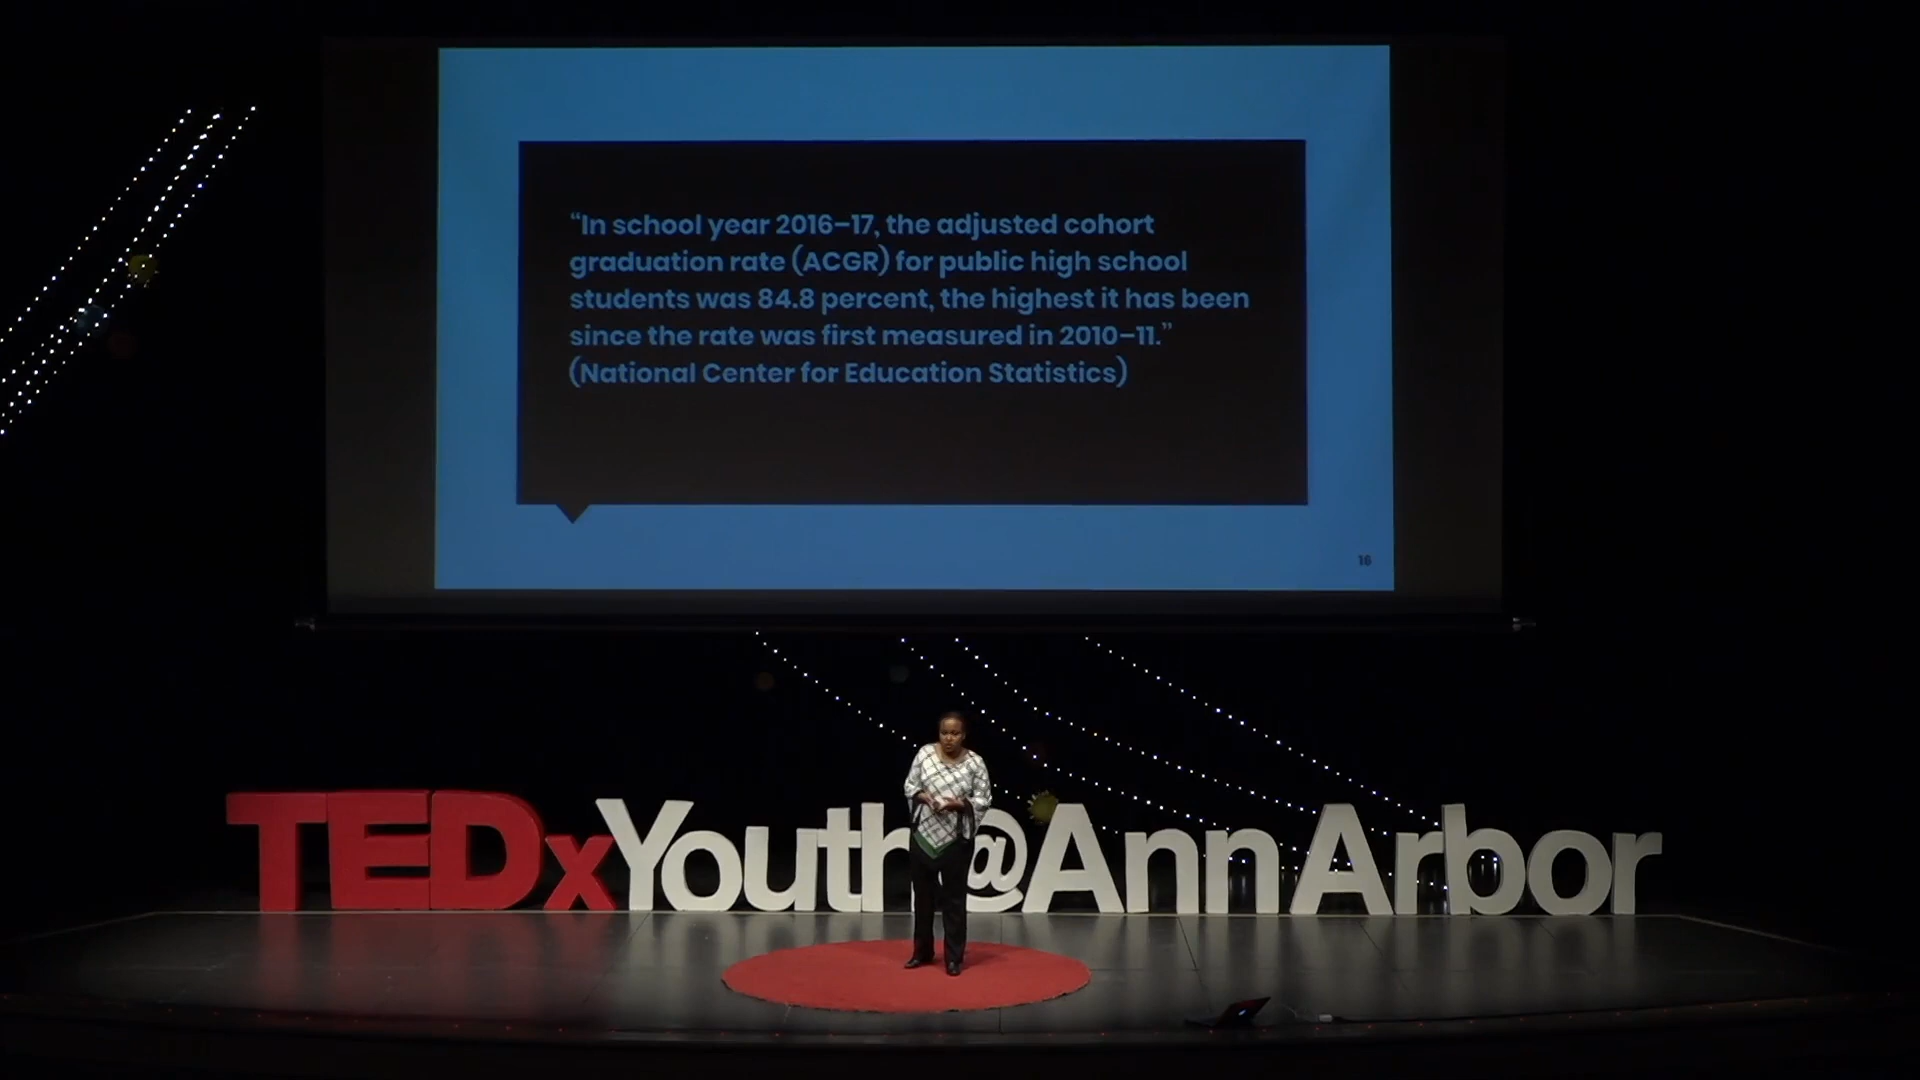 “In school year 2016–17, the adjusted cohort
graduation rate (ACGR) for public high school
students was 84.8 percent, the highest it has been
since the rate was first measured in 2010–11.”
(National Center for Education Statistics)
16
TEDxYouth@AnnArbor